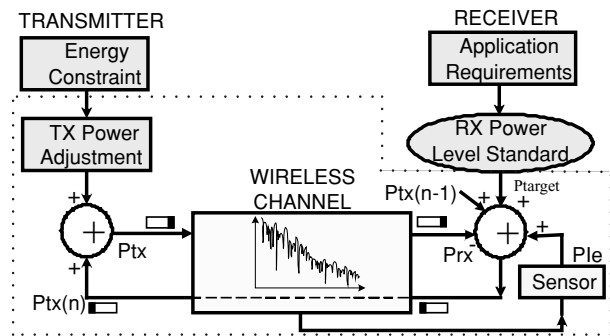 TRANSMITTER
RECEIVER
Energy
Constraint
Application
Requirements
TX Power
Adjustment
RX Power
Level Standard
WIRELESS
CHANNEL
Ptx(n-1)
+
+
Ptarget
+
+
+
Ptx
Prx
-
+
Ple
+
Sensor
Ptx(n)